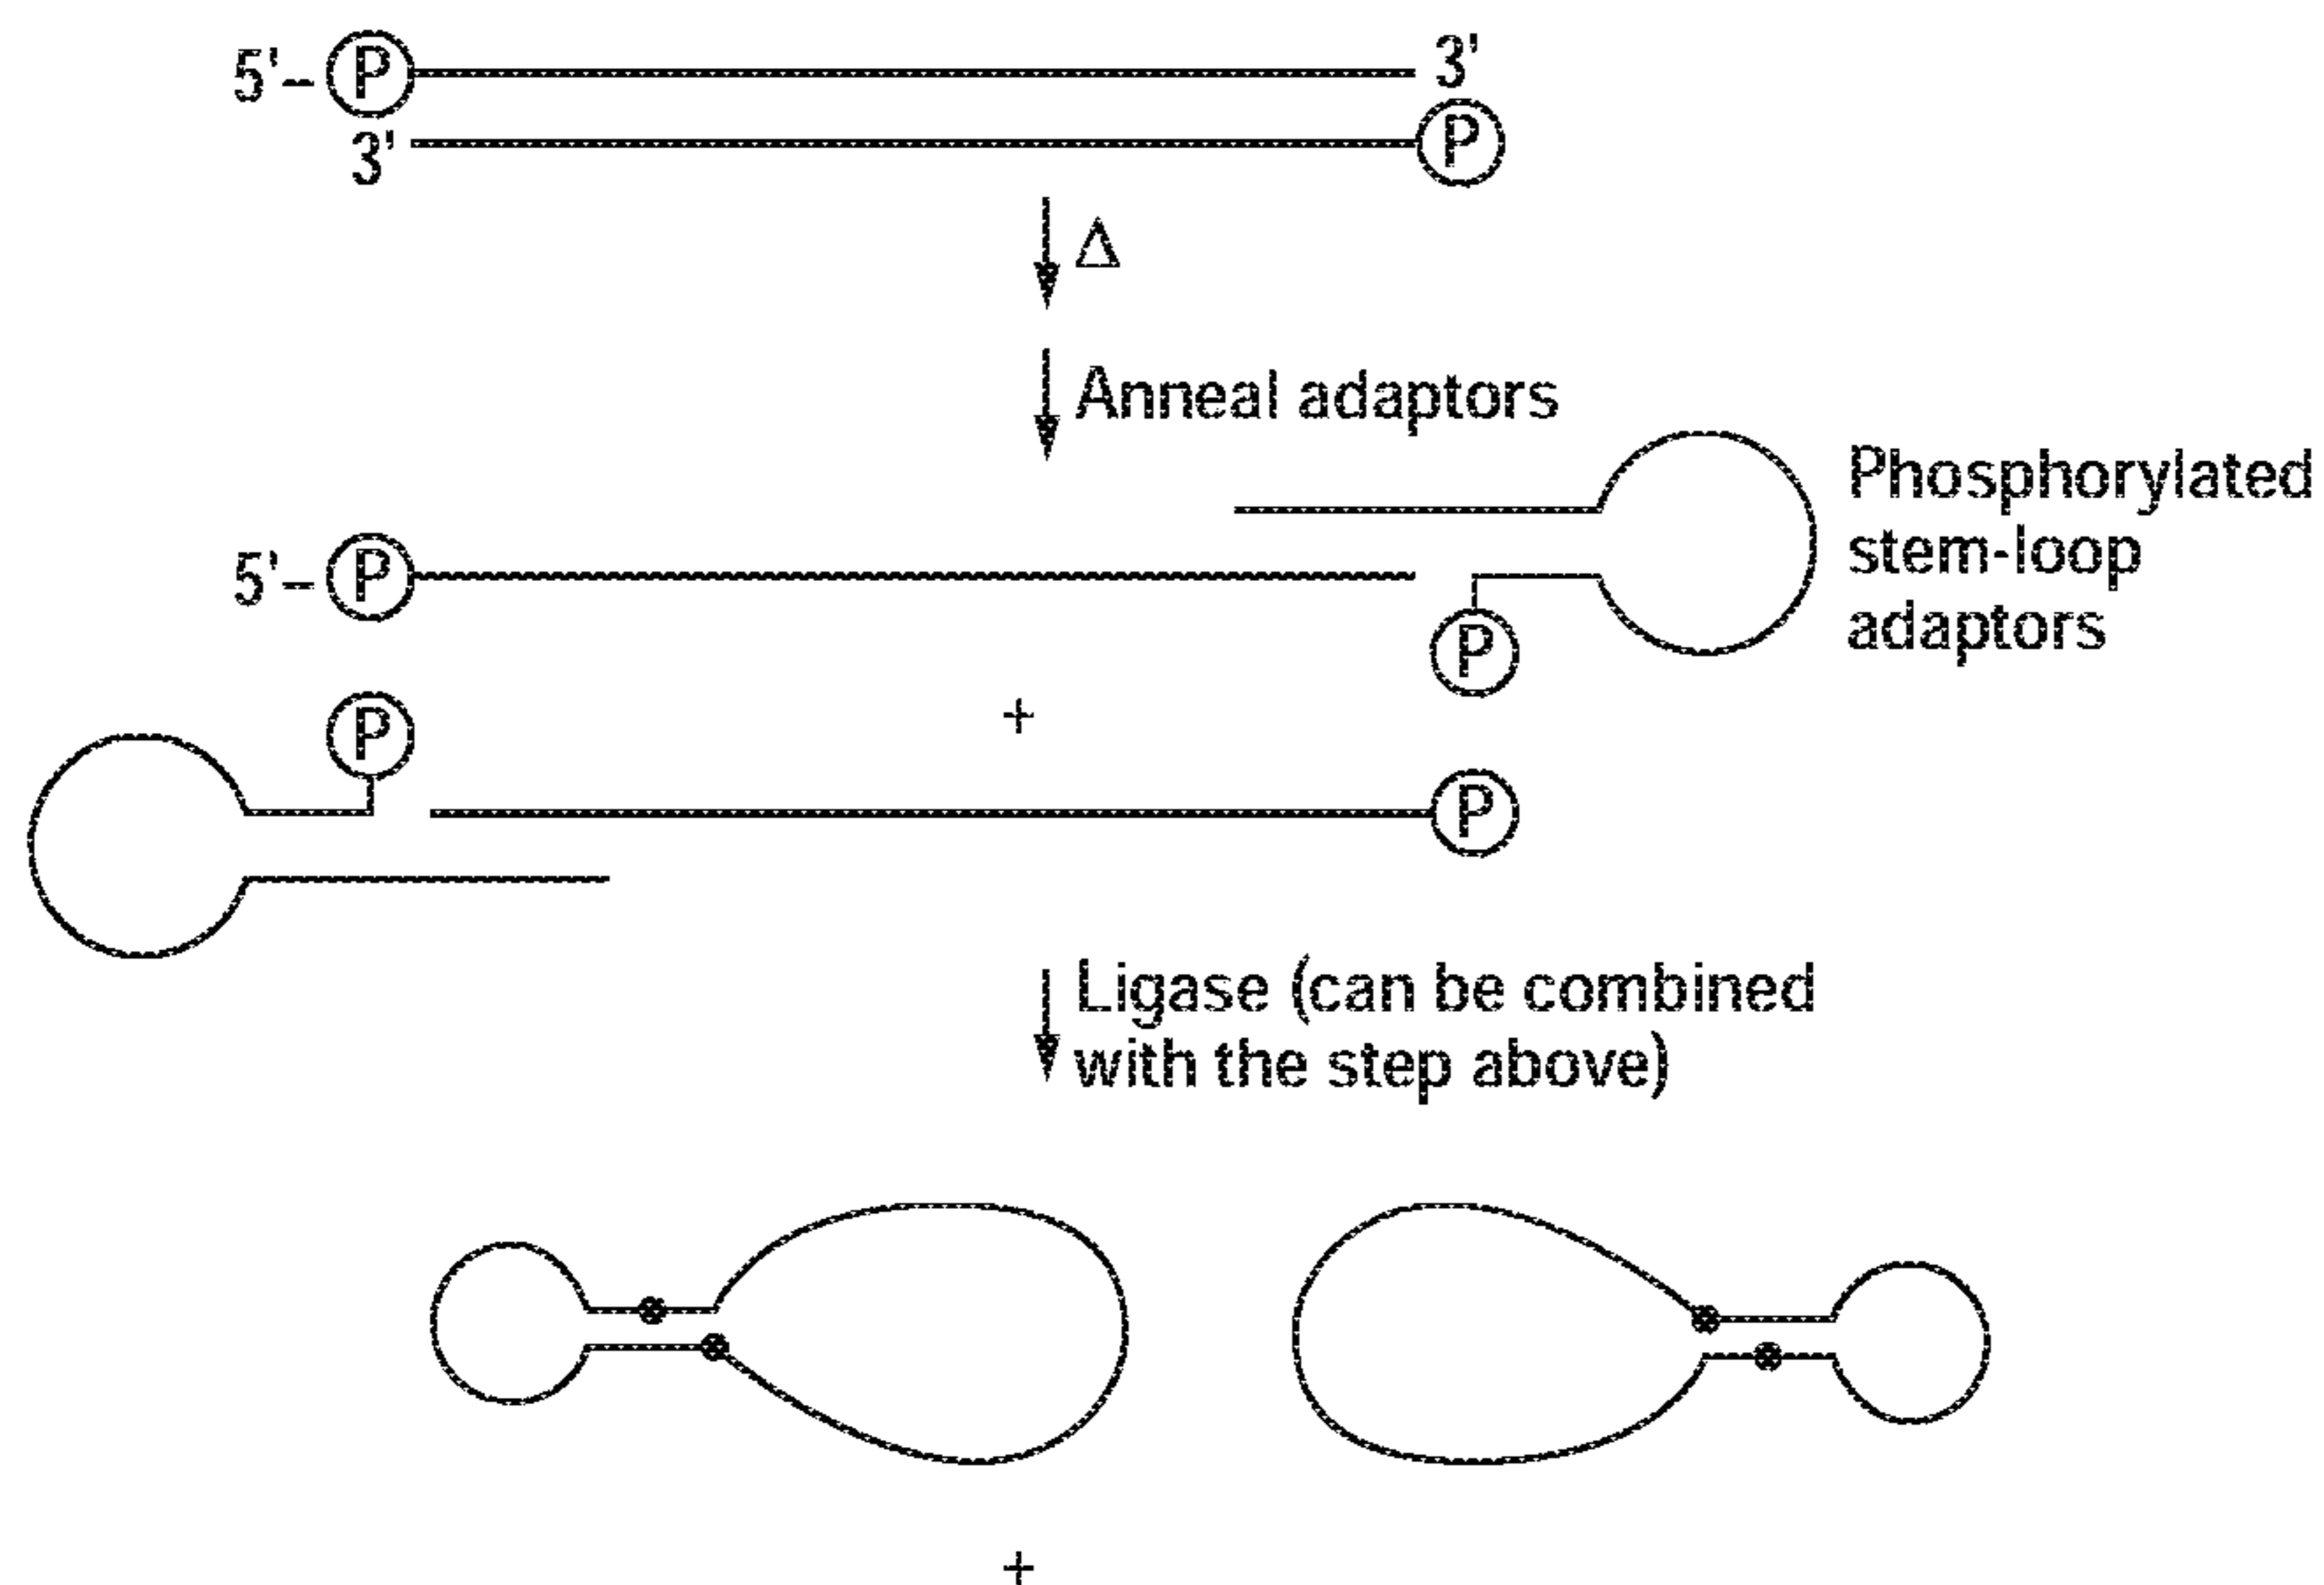 5'– P 3'
3' P
Δ
Anneal adaptors
Phosphorylated
stem-loop
adaptors
5'– P
P
+
P
P
Ligase (can be combined
with the step above)
+